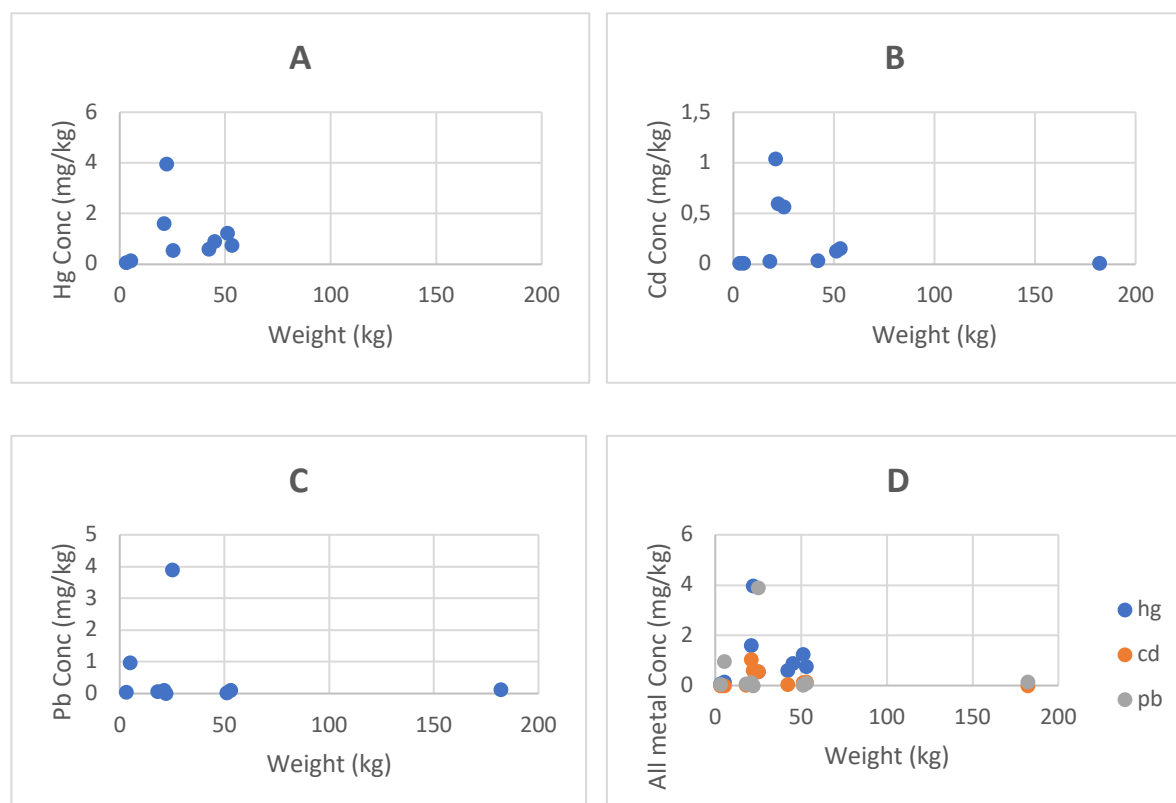 A
Hg Conc (mg/kg)
6
4
2
0
0 50 100 150 200
Weight (kg)
B
Cd Conc (mg/kg)
1,5
1
0,5
0
0 50 100 150 200
Weight (kg)
C
Pb Conc (mg/kg)
5
4
3
2
1
0
0 50 100 150 200
Weight (kg)
D
All metal Conc (mg/kg)
6
4
2
0
0 50 100 150 200
Weight (kg)
hg
cd
pb